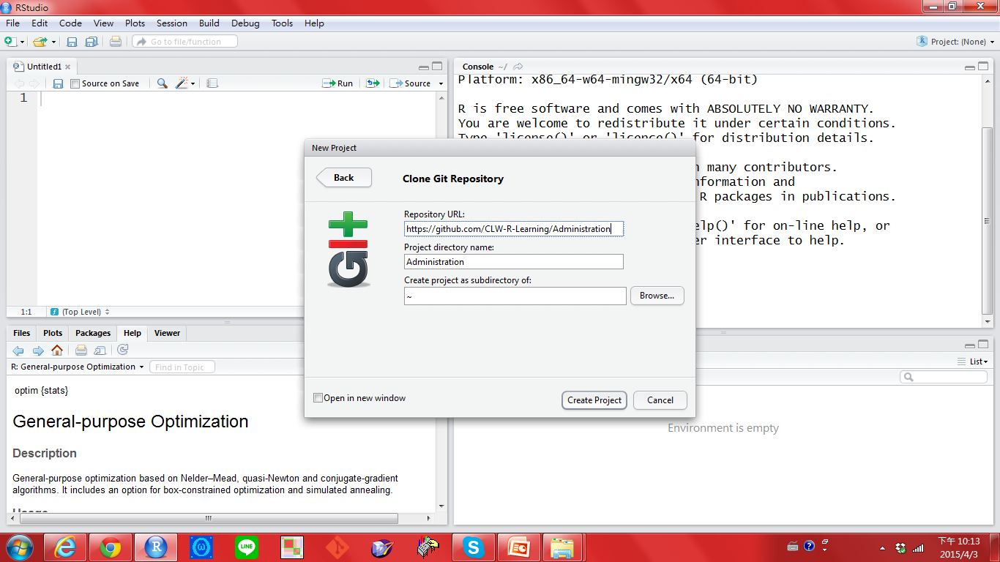 RStudio
File Edit Code View Plots Session Build Debug Tools Help
Go to file/function
Project: (None)
Untitled1
Source on Save
Run
Source
1
1:1
(Top Level)
Console ~/
Platform: x86_64-w64-mingw32/x64 (64-bit)
R is free software and comes with ABSOLUTELY NO WARRANTY.
You are welcome to redistribute it under certain conditions.
Type 'license()' or 'licence()' for distribution details.
many contributors.
and
R packages in publications.
for on-line help, or
interface to help.
New Project
Back
Clone Git Repository
git
Repository URL:
https://github.com/CLW-R-Learning/Administration
Project directory name:
Administration
Create project as subdirectory of:
~
Browse...
Open in new window
Create Project
Cancel
Files Plots Packages Help Viewer
R: General-purpose Optimization
Find in Topic
optim {stats}
General-purpose Optimization
Description
General-purpose optimization based on Nelder–Mead, quasi-Newton and conjugate-gradient
algorithms. It includes an option for box-constrained optimization and simulated annealing.
Usage
List
Environment is empty
LINE
下午 10:13
2015/4/3